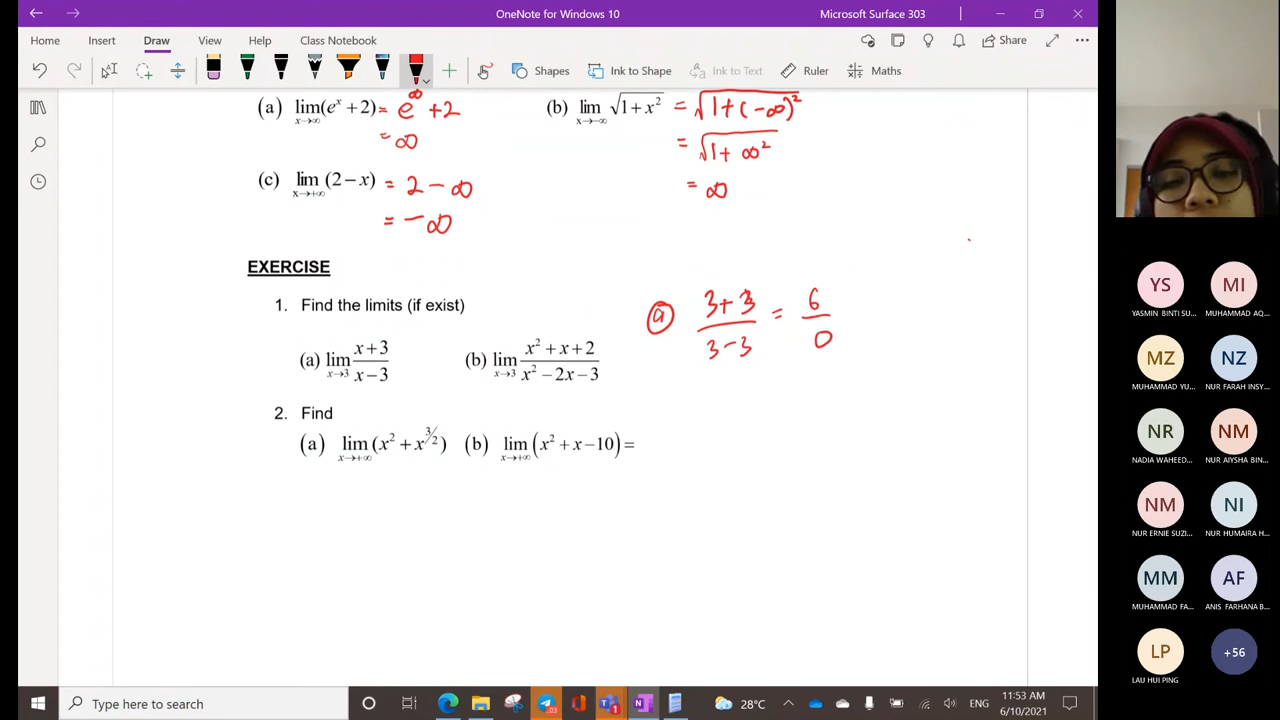 OneNote for Windows 10
Microsoft Surface 303
Home Insert Draw View Help Class Notebook
Share
Shapes
Ink to Shape
Ink to Text
Ruler
Maths
(a) lim x→∞ (e^x + 2) = e^∞ + 2
= ∞
(b) lim x→-∞ √(1 + x²) = √(1 + (-∞)²)
= √(1 + ∞²)
= ∞
(c) lim x→+∞ (2 − x) = 2 − ∞
= −∞
EXERCISE
1. Find the limits (if exist)
(a) lim x→3 (x + 3)/(x − 3)
(b) lim x→3 (x² + x + 2)/(x² − 2x − 3)
(a) (3 + 3)/(3 − 3) = 6/0
2. Find
(a) lim x→+∞ (x² + x^(3/2))
(b) lim x→+∞ (x² + x − 10) =
YS
YASMIN BINTI SU...
MI
MUHAMMAD AQ...
MZ
MUHAMMAD YU...
NZ
NUR FARAH INSY...
NR
NADIA WAHEED...
NM
NUR AIYSHA BIN...
NM
NUR ERNIE SUZI...
NI
NUR HUMAIRA H...
MM
MUHAMMAD FA...
AF
ANIS FARHANA B...
LP
LAU HUI PING
+56
Type here to search
28°C
ENG
11:53 AM
6/10/2021